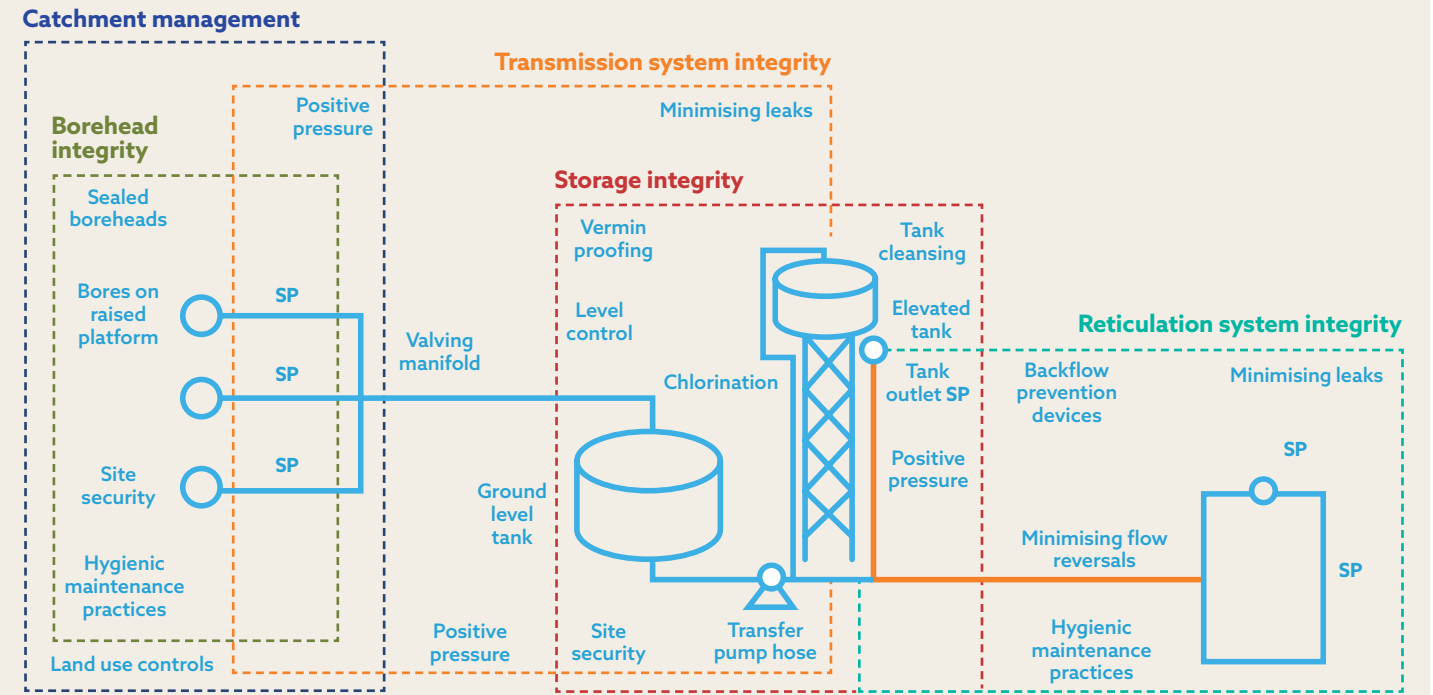 Catchment management
Transmission system integrity
Positive
pressure
Minimising leaks
Borehead
integrity
Sealed
boreheads
Storage integrity
Vermin
proofing
Tank
cleansing
Bores on
raised
platform
SP
Level
control
Elevated
tank
Reticulation system integrity
Valving
manifold
SP
Chlorination
Tank
outlet SP
Backflow
prevention
devices
Minimising leaks
Site
security
SP
Ground
level
tank
Positive
pressure
SP
Minimising flow
reversals
SP
Hygienic
maintenance
practices
Land use controls
Positive
pressure
Site
security
Transfer
pump hose
Hygienic
maintenance
practices